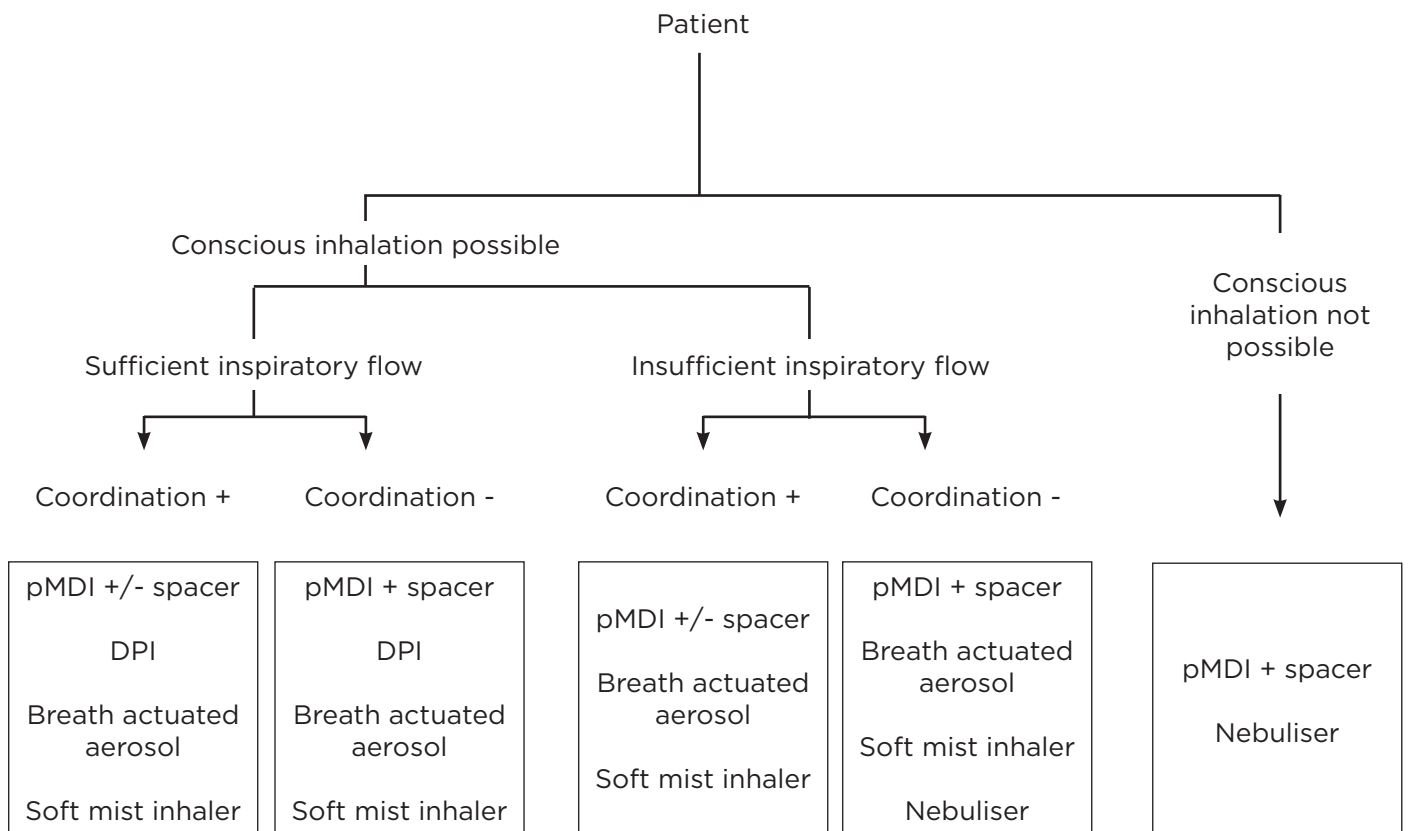 Patient
Conscious inhalation possible
Conscious
inhalation not
possible
Sufficient inspiratory flow
Insufficient inspiratory flow
Coordination +
Coordination -
Coordination +
Coordination -
pMDI +/- spacer
DPI
Breath actuated
aerosol
Soft mist inhaler
pMDI + spacer
DPI
Breath actuated
aerosol
Soft mist inhaler
pMDI +/- spacer
Breath actuated
aerosol
Soft mist inhaler
pMDI + spacer
Breath actuated
aerosol
Soft mist inhaler
Nebuliser
pMDI + spacer
Nebuliser